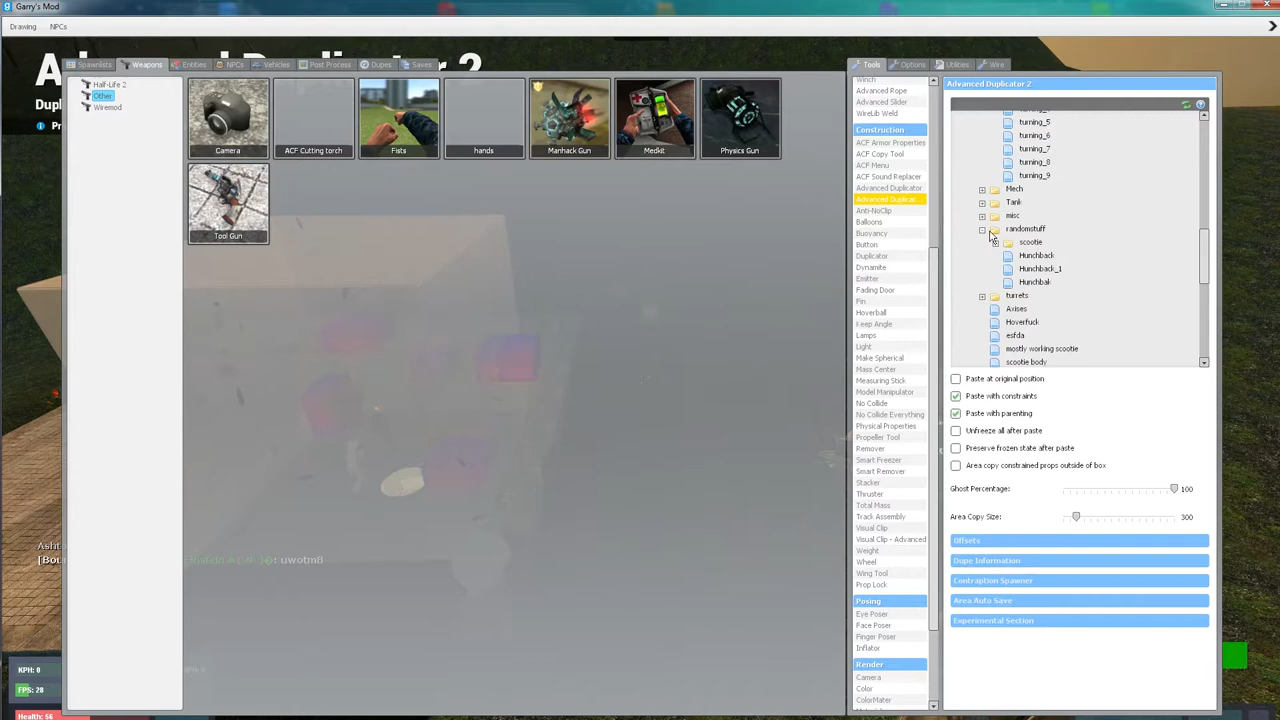 Garry's Mod
Drawing NPCs
Spawnlists Weapons Entities NPCs Vehicles Post Process Dupes Saves
Tools Options Utilities Wire
Half-Life 2
Other
Wiremod
Camera
ACF Cutting torch
Fists
hands
Manhack Gun
Medkit
Physics Gun
Tool Gun
Winch
Advanced Rope
Advanced Slider
WireLib Weld
Construction
ACF Armor Properties
ACF Copy Tool
ACF Menu
ACF Sound Replacer
Advanced Duplicator
Advanced Duplicat...
Anti-NoClip
Balloons
Buoyancy
Button
Duplicator
Dynamite
Emitter
Fading Door
Fin
Hoverball
Keep Angle
Lamps
Light
Make Spherical
Mass Center
Measuring Stick
Model Manipulator
No Collide
No Collide Everything
Physical Properties
Propeller Tool
Remover
Smart Freezer
Smart Remover
Stacker
Thruster
Total Mass
Track Assembly
Visual Clip
Visual Clip - Advanced
Weight
Wheel
Wing Tool
Prop Lock
Posing
Eye Poser
Face Poser
Finger Poser
Inflator
Render
Camera
Color
ColorMater
Advanced Duplicator 2
turning_5
turning_6
turning_7
turning_8
turning_9
Mech
Tank
misc
randomstuff
scootie
Hunchback
Hunchback_1
Hunchbak
turrets
Axises
Hoverfuck
esfda
mostly working scootie
scootie body
Paste at original position
Paste with constraints
Paste with parenting
Unfreeze all after paste
Preserve frozen state after paste
Area copy constrained props outside of box
Ghost Percentage: 100
Area Copy Size: 300
Offsets
Dupe Information
Contraption Spawner
Area Auto Save
Experimental Section
: uwotm8
KPH: 0
FPS: 28
Health: 56